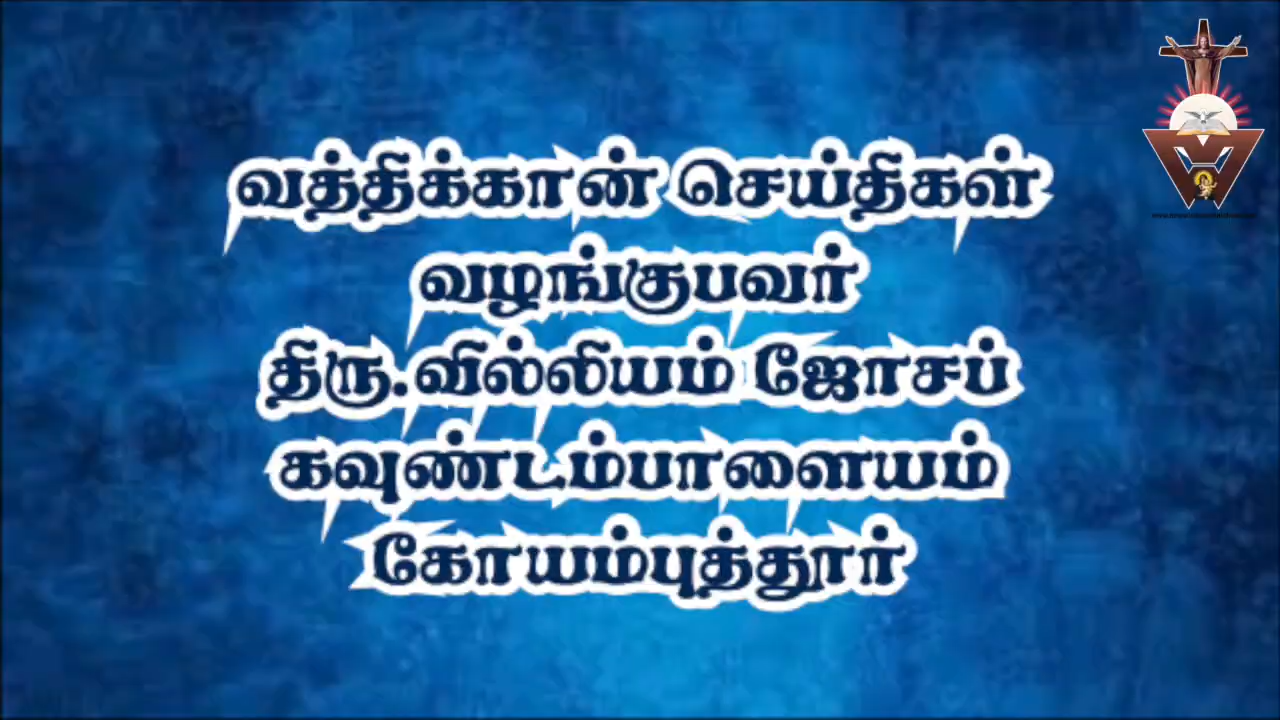 வத்திக்கான் செய்திகள்
வழங்குபவர்
திரு.வில்லியம் ஜோசப்
கவுண்டம்பாளையம்
கோயம்புத்தூர்